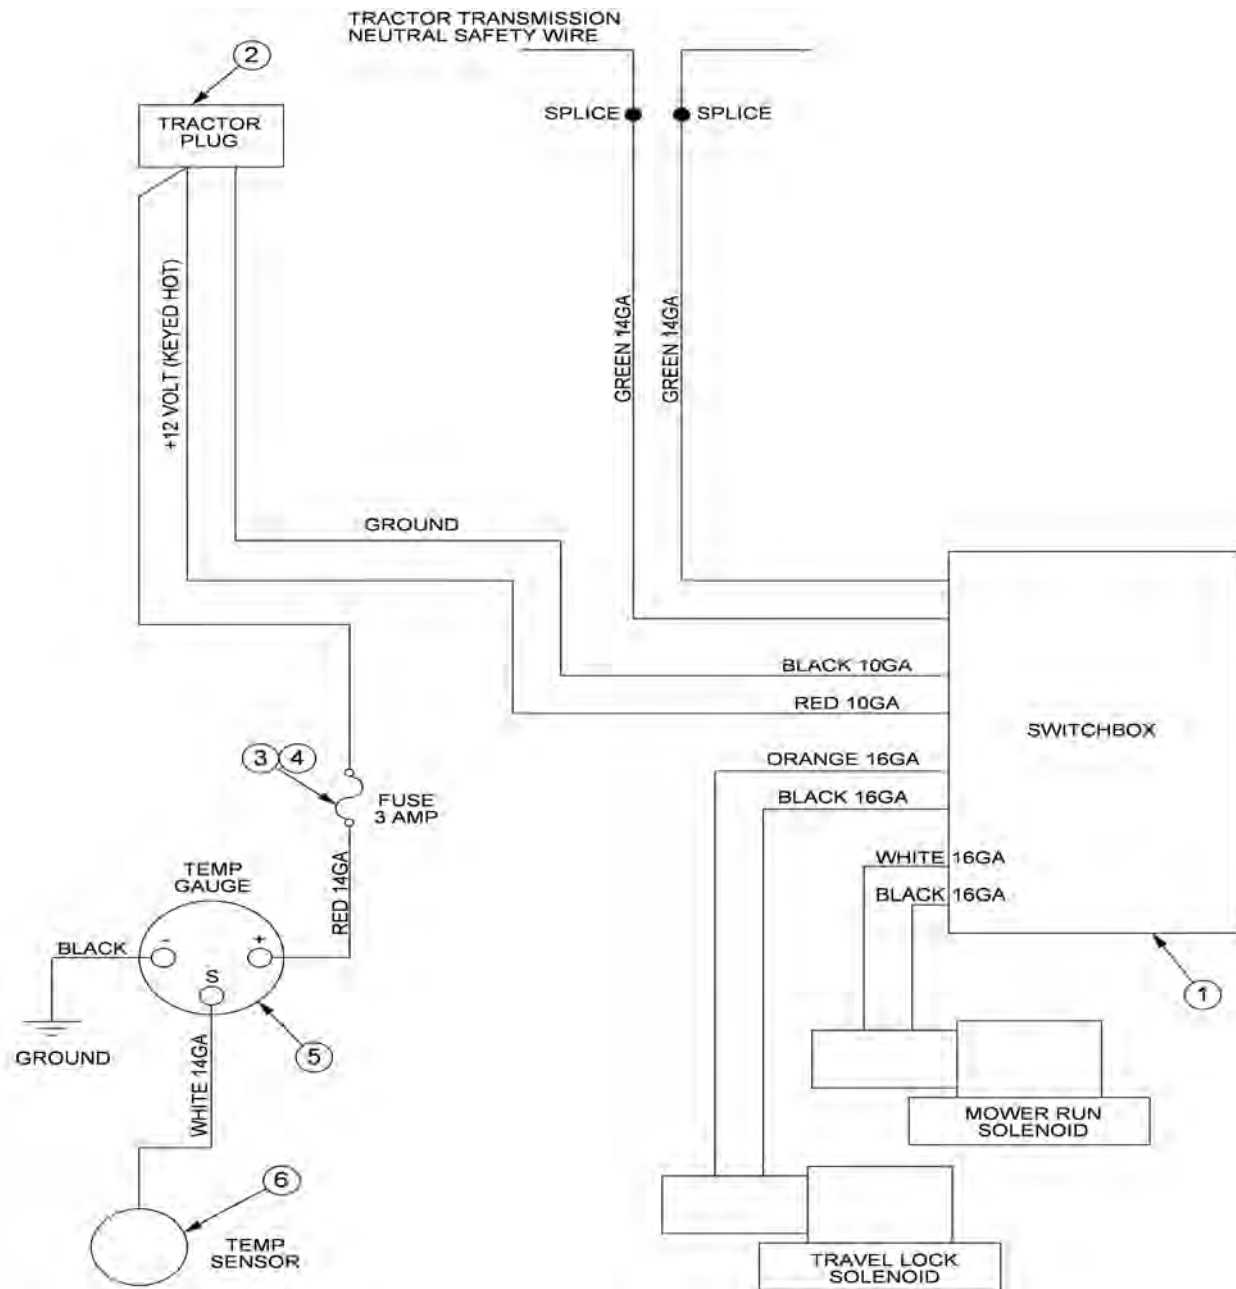 TRACTOR TRANSMISSION
NEUTRAL SAFETY WIRE
2
TRACTOR
PLUG
SPLICE
SPLICE
+12 VOLT (KEYED HOT)
GREEN 14GA
GREEN 14GA
GROUND
BLACK 10GA
RED 10GA
SWITCHBOX
ORANGE 16GA
BLACK 16GA
WHITE 16GA
BLACK 16GA
1
3
4
FUSE
3 AMP
RED 14GA
TEMP
GAUGE
BLACK
-
+
S
GROUND
5
WHITE 14GA
6
TEMP
SENSOR
MOWER RUN
SOLENOID
TRAVEL LOCK
SOLENOID